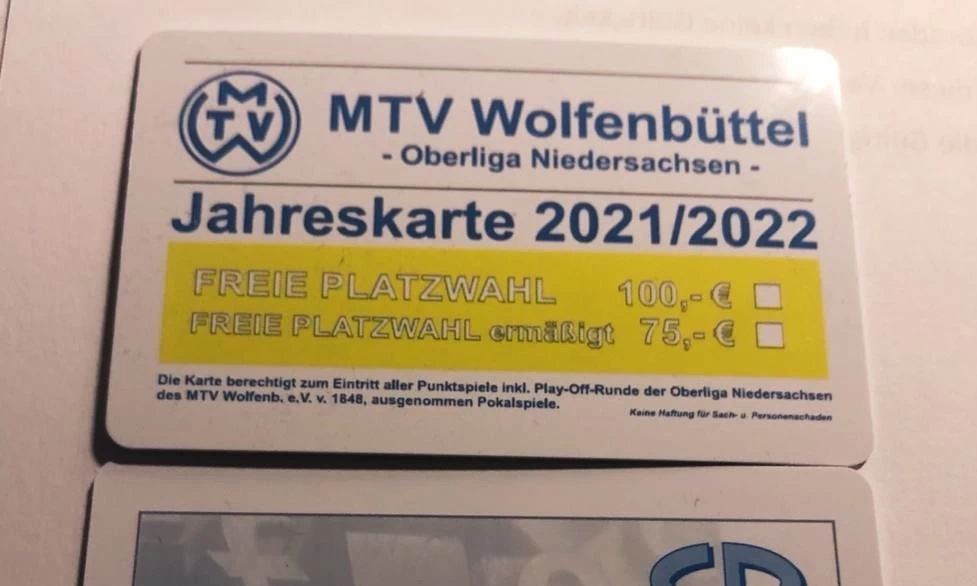 MTV
W
MTV Wolfenbüttel
- Oberliga Niedersachsen -
Jahreskarte 2021/2022
FREIE PLATZWAHL 100,- €
FREIE PLATZWAHL ermäßigt 75,- €
Die Karte berechtigt zum Eintritt aller Punktspiele inkl. Play-Off-Runde der Oberliga Niedersachsen
des MTV Wolfenb. e.V. v. 1848, ausgenommen Pokalspiele.
Keine Haftung für Sach- u. Personenschaden